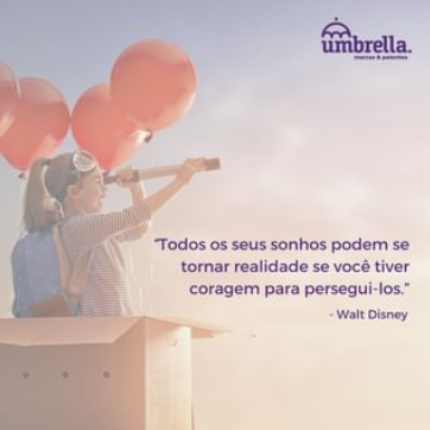 umbrella.
marcas & patentes
"Todos os seus sonhos podem se
tornar realidade se você tiver
coragem para persegui-los."
- Walt Disney